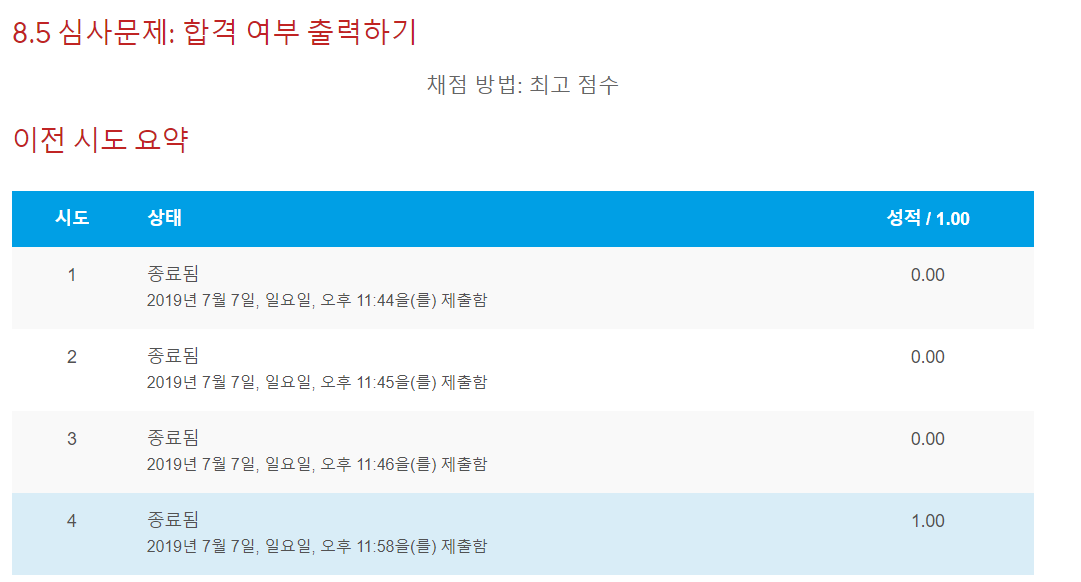 8.5 심사문제: 합격 여부 출력하기
채점 방법: 최고 점수
이전 시도 요약
시도 상태 성적 / 1.00
1 종료됨 0.00
2019년 7월 7일, 일요일, 오후 11:44을(를) 제출함
2 종료됨 0.00
2019년 7월 7일, 일요일, 오후 11:45을(를) 제출함
3 종료됨 0.00
2019년 7월 7일, 일요일, 오후 11:46을(를) 제출함
4 종료됨 1.00
2019년 7월 7일, 일요일, 오후 11:58을(를) 제출함